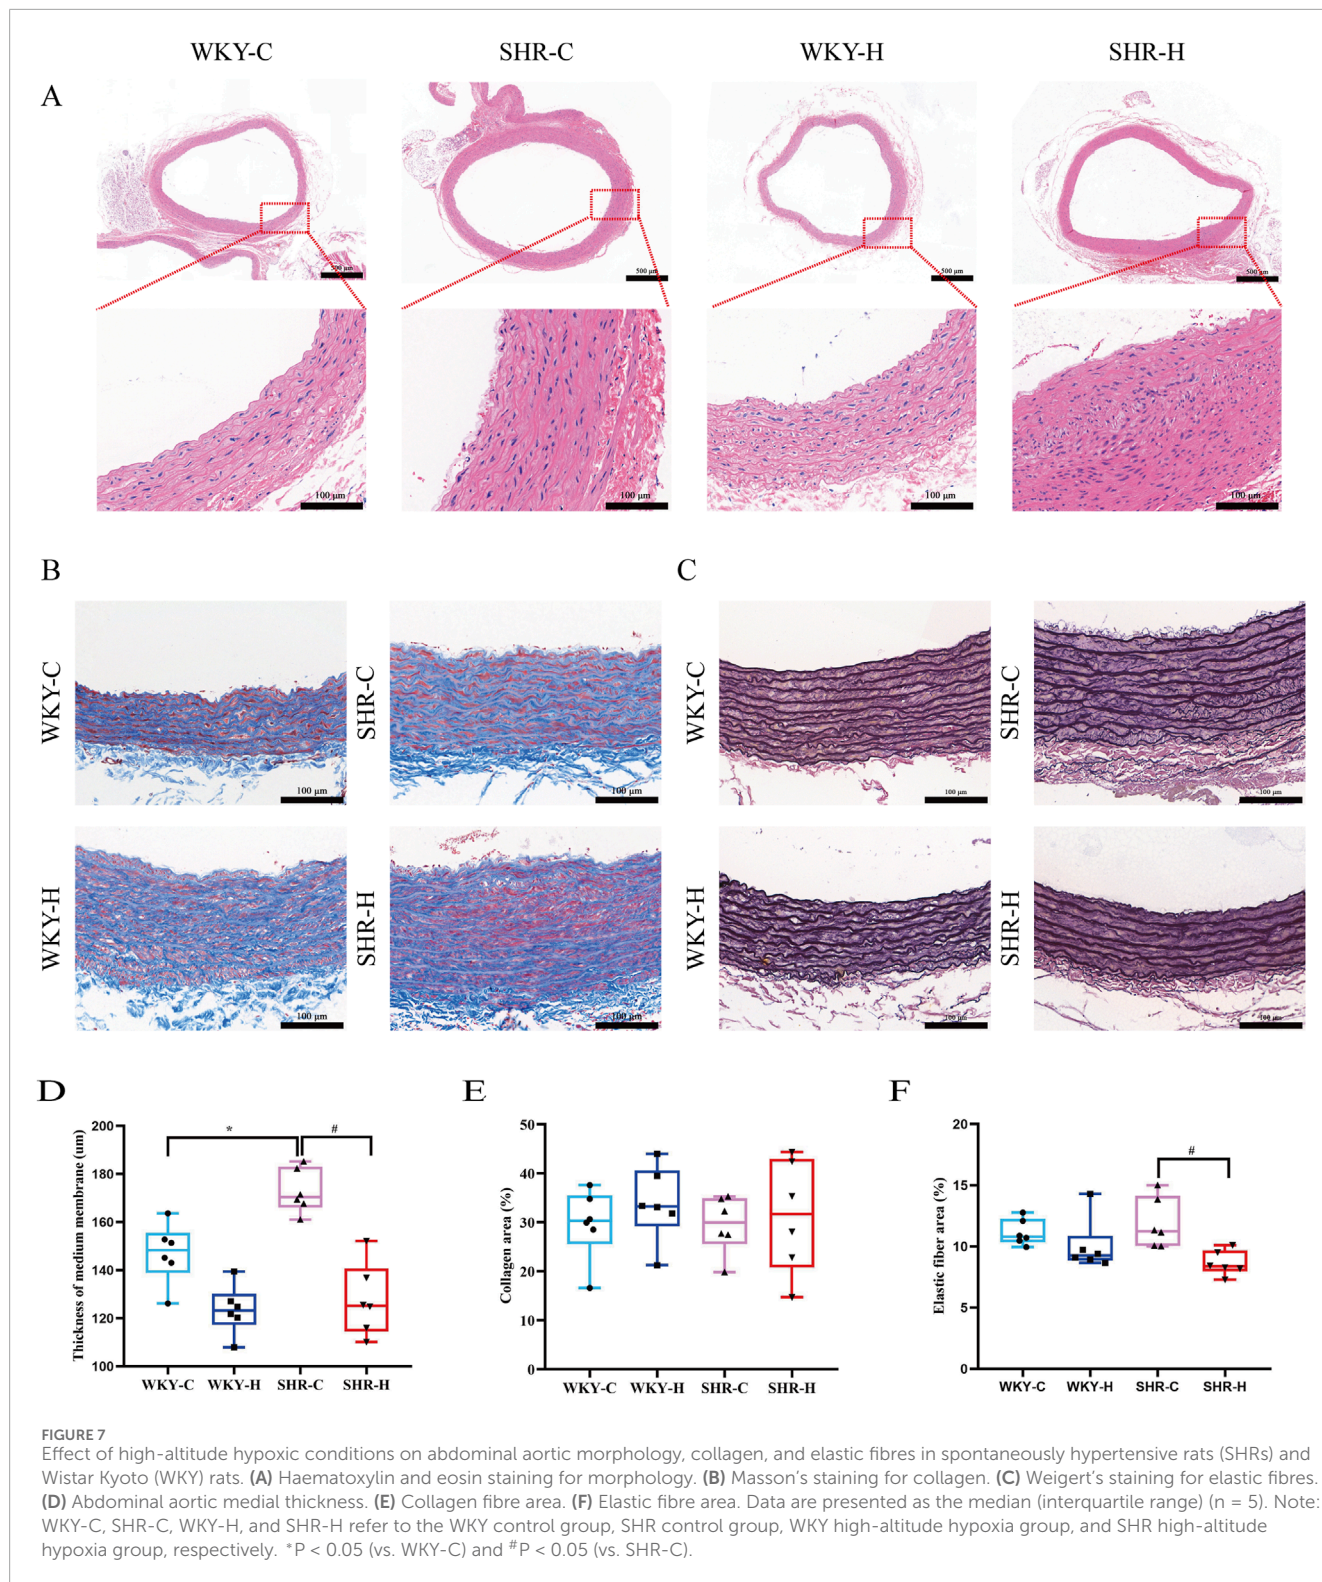 WKY-C
SHR-C
WKY-H
SHR-H
A
500 μm
500 μm
500 μm
500 μm
100 μm
100 μm
100 μm
100 μm
B
C
WKY-C
SHR-C
WKY-C
SHR-C
100 μm
100 μm
100 μm
100 μm
WKY-H
SHR-H
WKY-H
SHR-H
100 μm
100 μm
100 μm
100 μm
D
Thickness of medium membrane (um)
200
180
160
140
120
100
*
#
WKY-C
WKY-H
SHR-C
SHR-H
E
Collagen area (%)
50
40
30
20
10
0
WKY-C
WKY-H
SHR-C
SHR-H
F
Elastic fiber area (%)
20
15
10
5
0
#
WKY-C
WKY-H
SHR-C
SHR-H
FIGURE 7
Effect of high-altitude hypoxic conditions on abdominal aortic morphology, collagen, and elastic fibres in spontaneously hypertensive rats (SHRs) and
Wistar Kyoto (WKY) rats. (A) Haematoxylin and eosin staining for morphology. (B) Masson's staining for collagen. (C) Weigert's staining for elastic fibres.
(D) Abdominal aortic medial thickness. (E) Collagen fibre area. (F) Elastic fibre area. Data are presented as the median (interquartile range) (n = 5). Note:
WKY-C, SHR-C, WKY-H, and SHR-H refer to the WKY control group, SHR control group, WKY high-altitude hypoxia group, and SHR high-altitude
hypoxia group, respectively. *P < 0.05 (vs. WKY-C) and #P < 0.05 (vs. SHR-C).